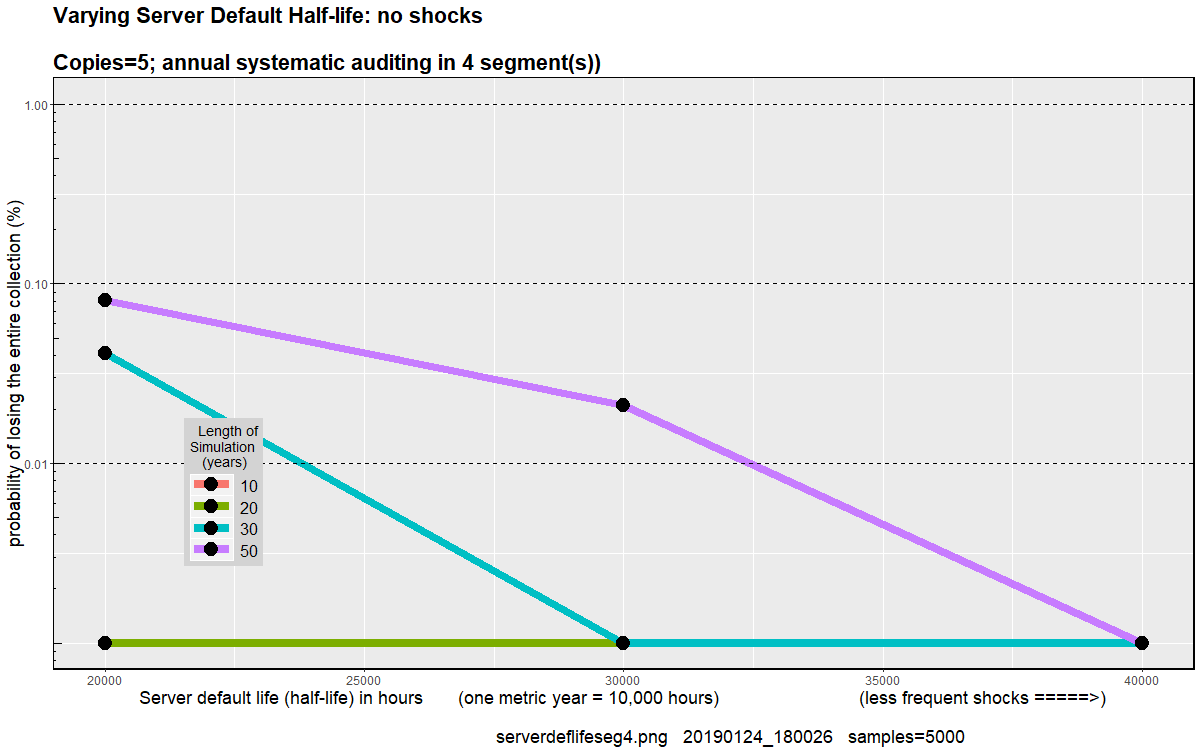 Varying Server Default Half-life: no shocks
Copies=5; annual systematic auditing in 4 segment(s))
probability of losing the entire collection (%)
1.00
0.10
0.01
Length of
Simulation
(years)
10
20
30
50
20000 25000 30000 35000 40000
Server default life (half-life) in hours (one metric year = 10,000 hours) (less frequent shocks =====>)
serverdeflifeseg4.png 20190124_180026 samples=5000